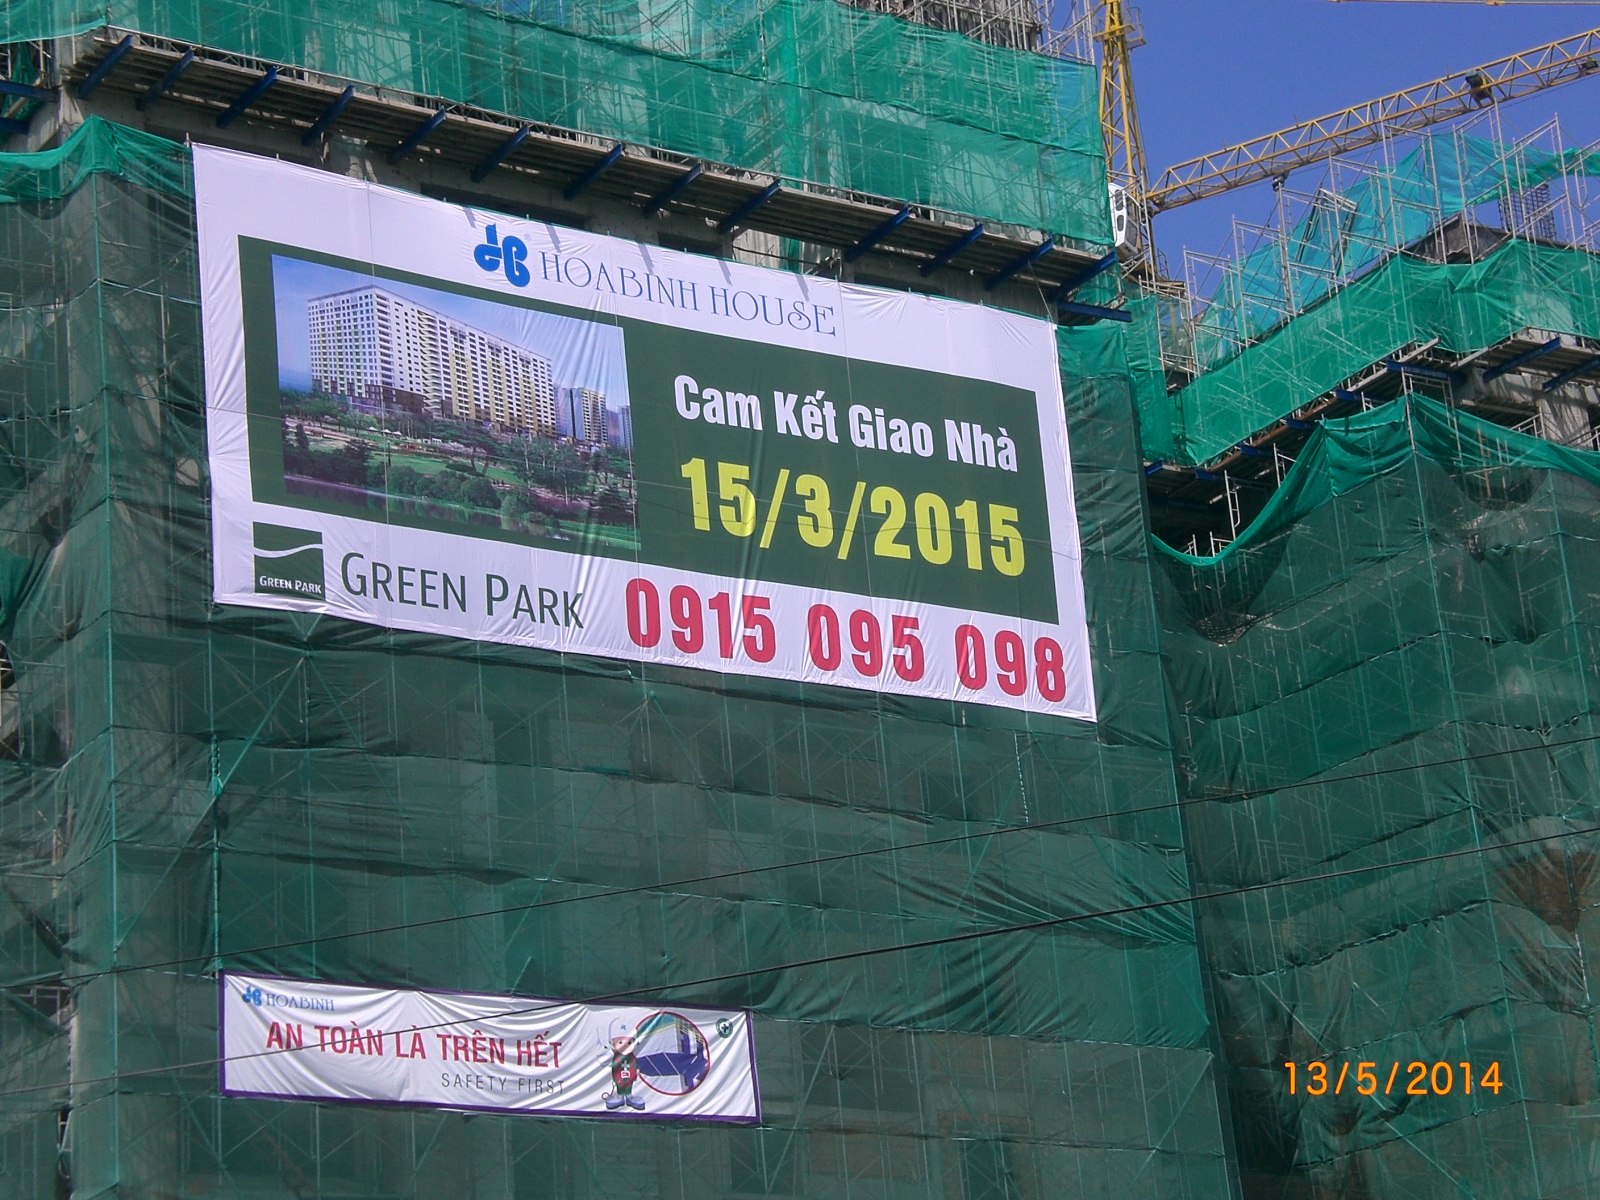 HOABINH HOUSE
Cam Kết Giao Nhà
15/3/2015
GREEN PARK
GREEN PARK
0915 095 098
HOABINH
AN TOÀN LÀ TRÊN HẾT
SAFETY FIRST
13/5/2014